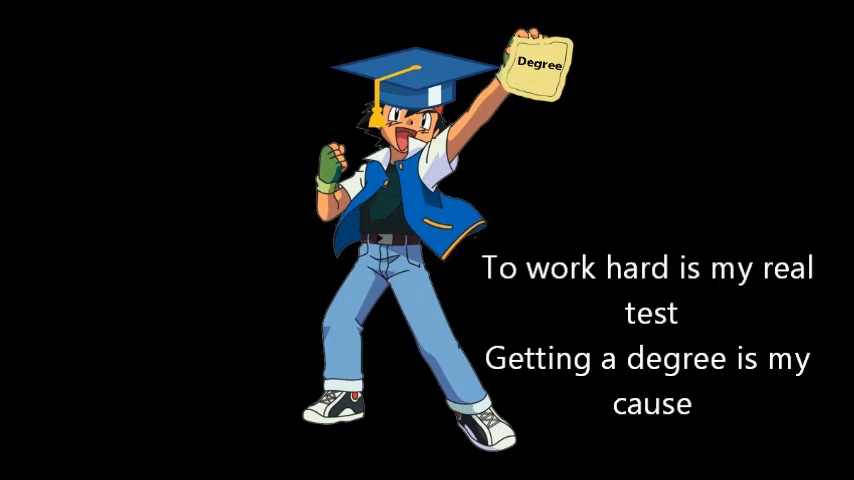 Degree
To work hard is my real
test
Getting a degree is my
cause